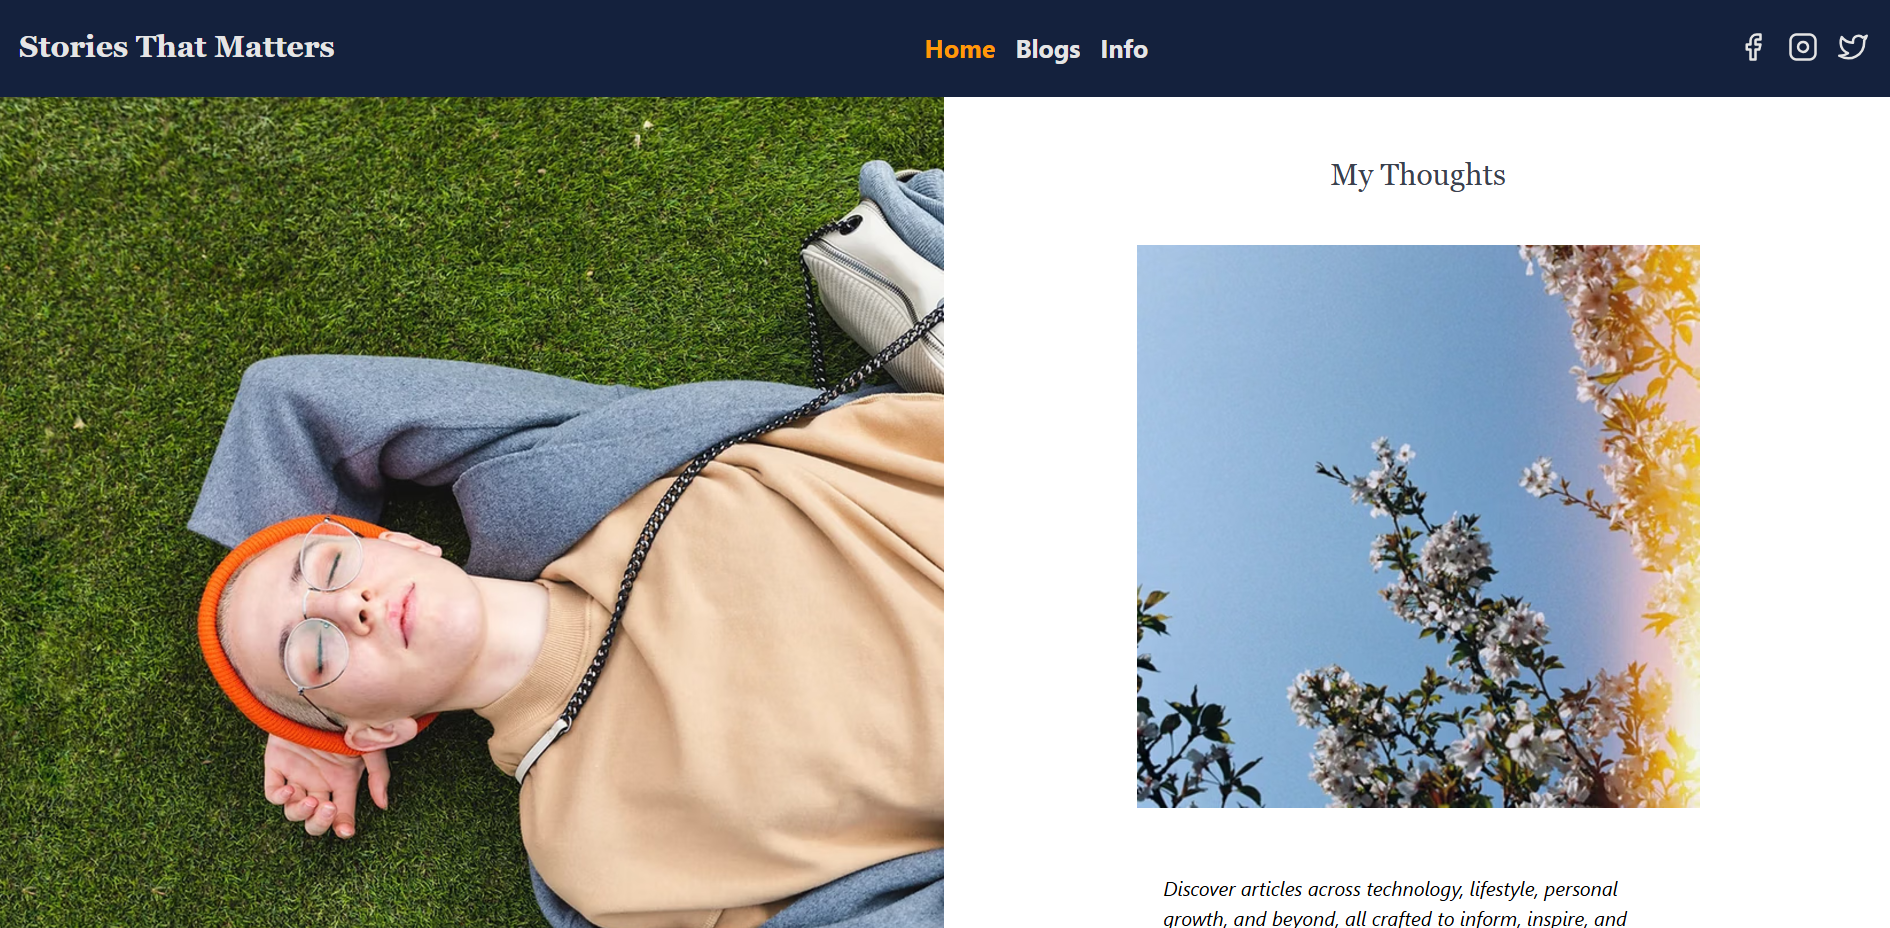 Stories That Matters
Home Blogs Info
My Thoughts
Discover articles across technology, lifestyle, personal
growth, and beyond, all crafted to inform, inspire, and